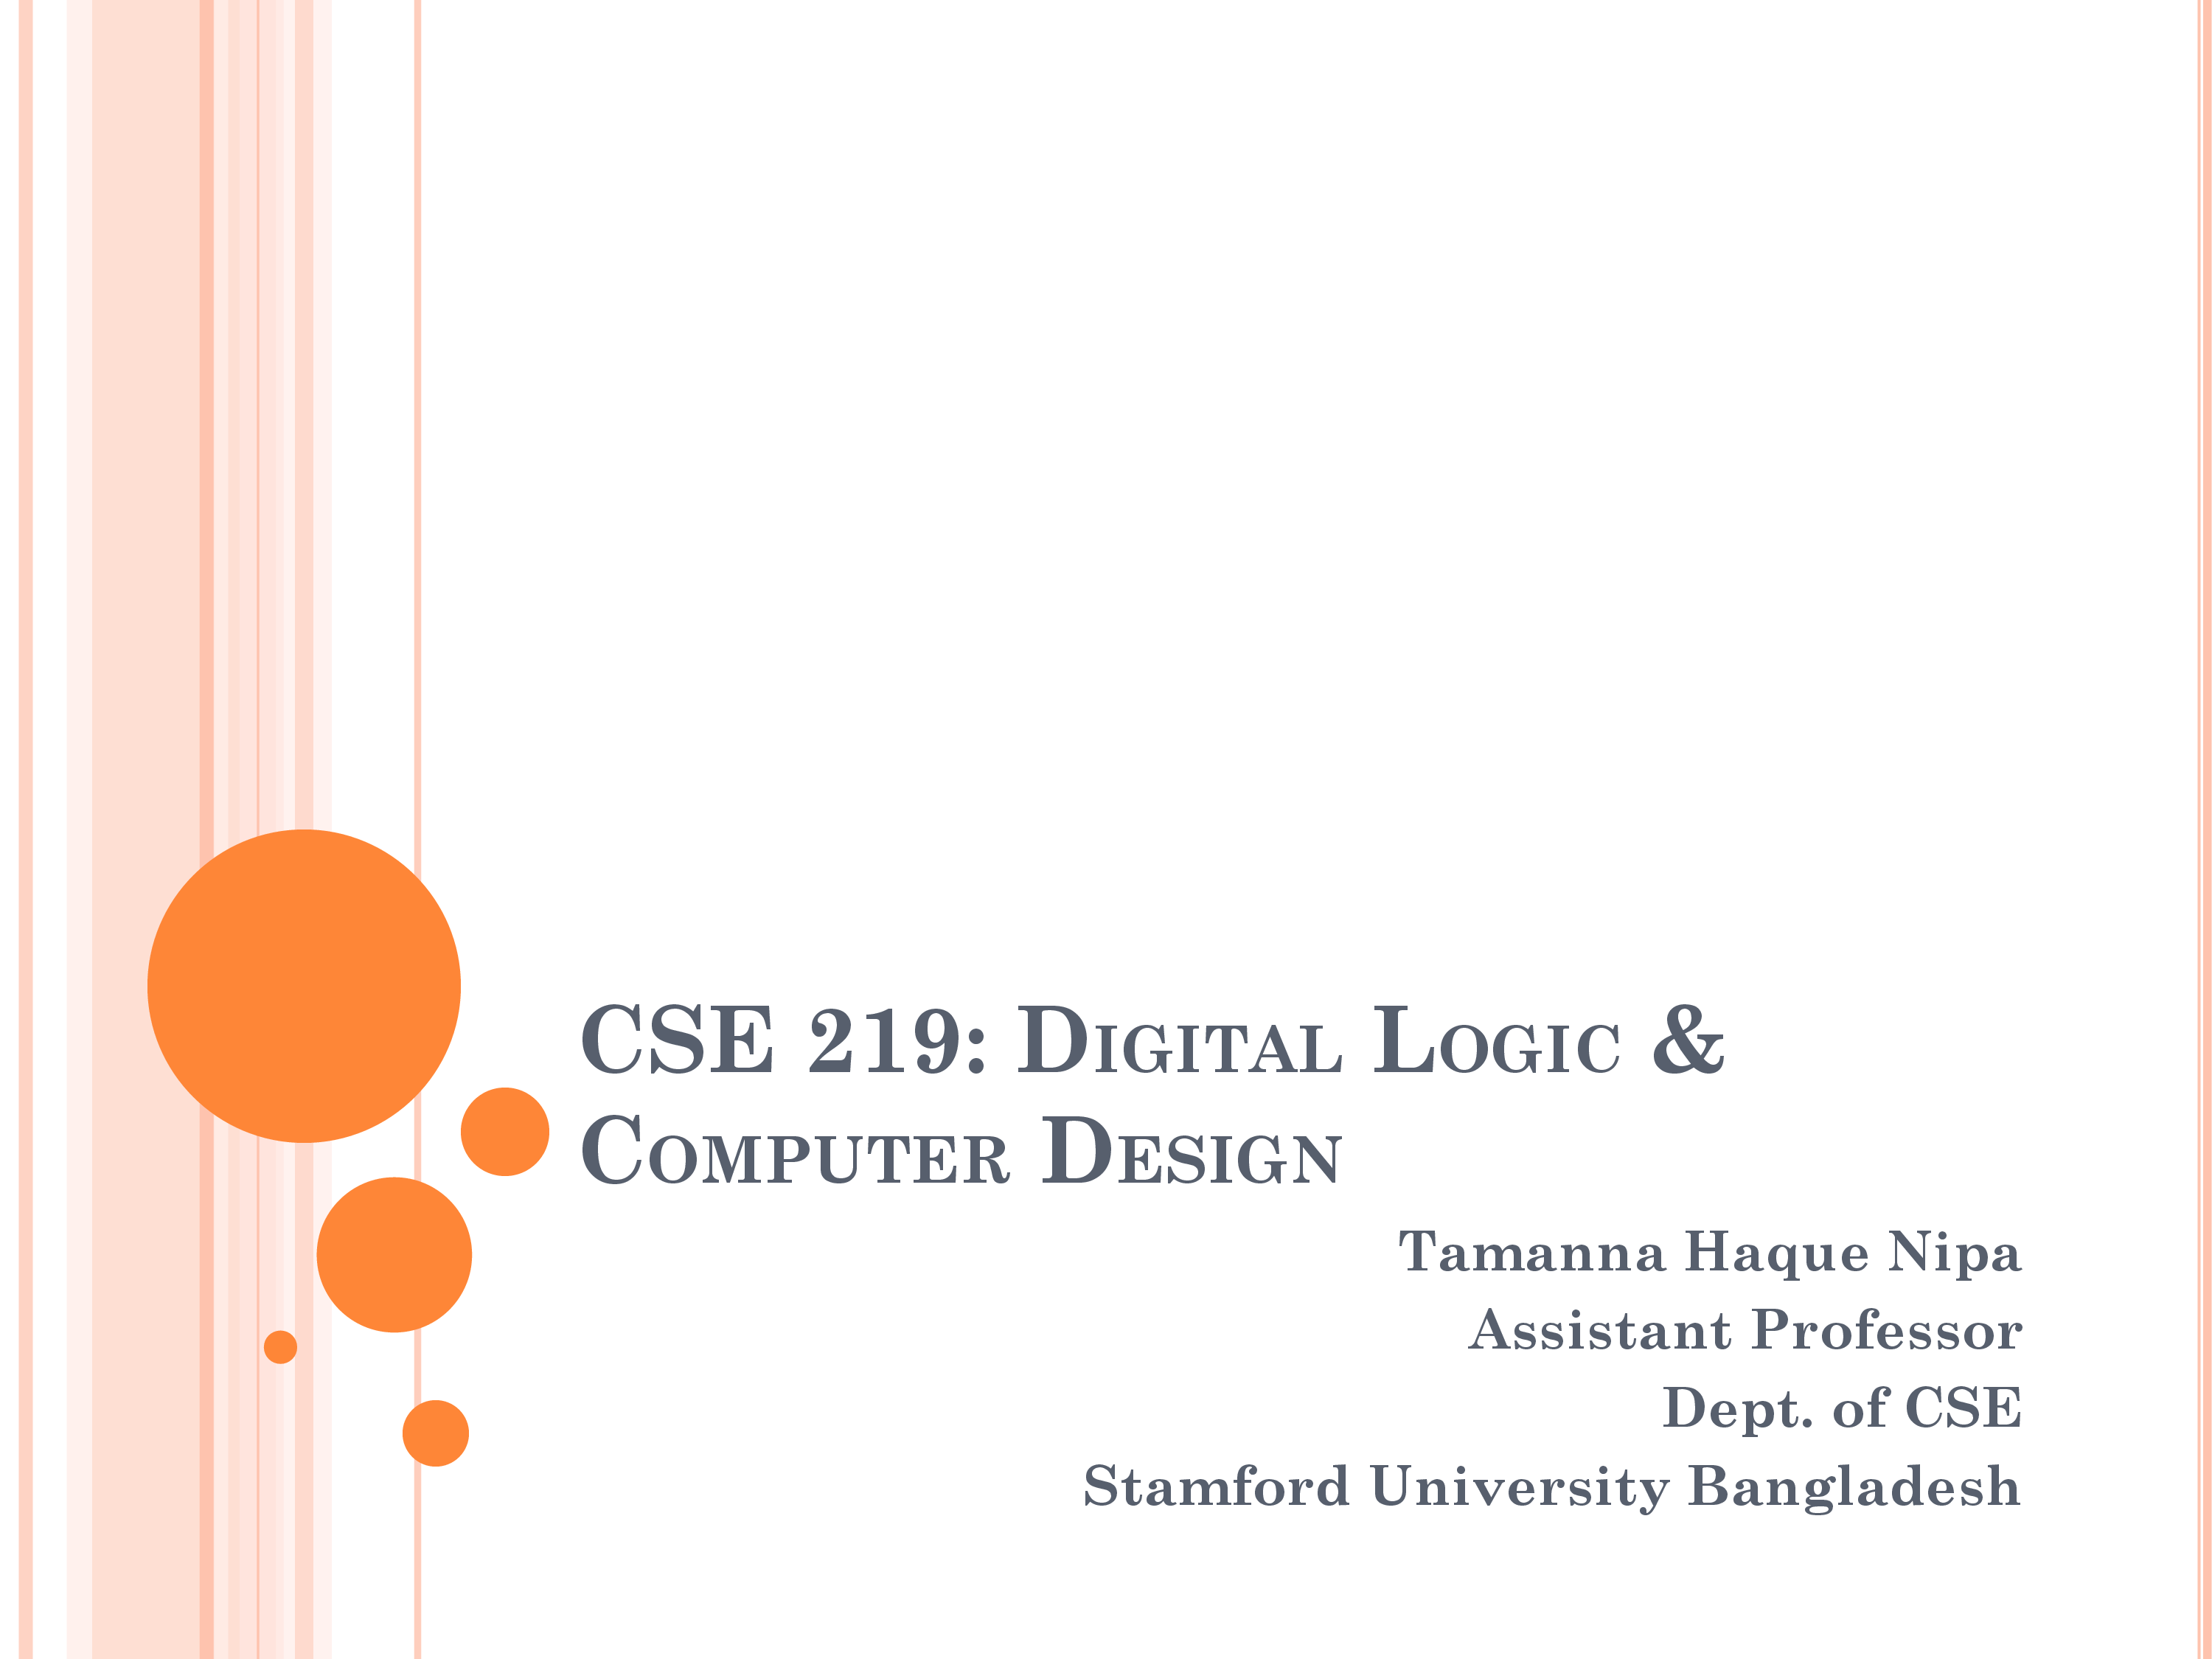 CSE 219: Digital Logic &
Computer Design
Tamanna Haque Nipa
Assistant Professor
Dept. of CSE
Stamford University Bangladesh